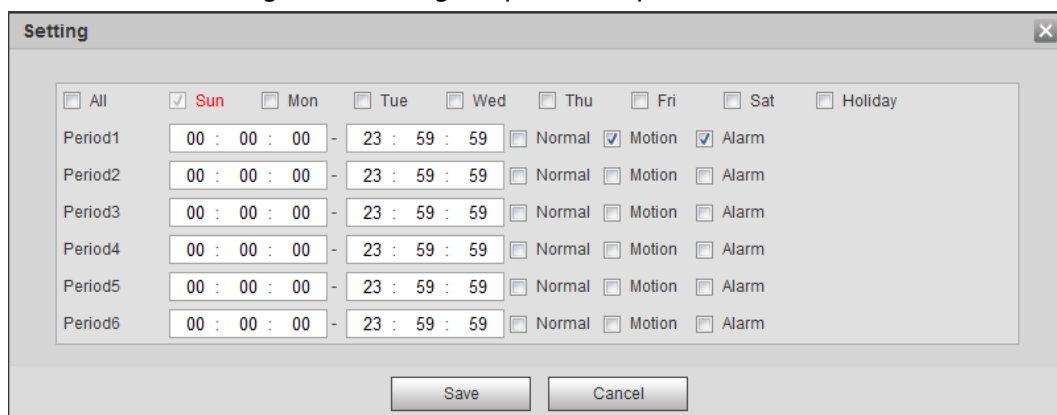 Setting
All Sun Mon Tue Wed Thu Fri Sat Holiday
Period1 00 : 00 : 00 - 23 : 59 : 59 Normal Motion Alarm
Period2 00 : 00 : 00 - 23 : 59 : 59 Normal Motion Alarm
Period3 00 : 00 : 00 - 23 : 59 : 59 Normal Motion Alarm
Period4 00 : 00 : 00 - 23 : 59 : 59 Normal Motion Alarm
Period5 00 : 00 : 00 - 23 : 59 : 59 Normal Motion Alarm
Period6 00 : 00 : 00 - 23 : 59 : 59 Normal Motion Alarm
Save Cancel